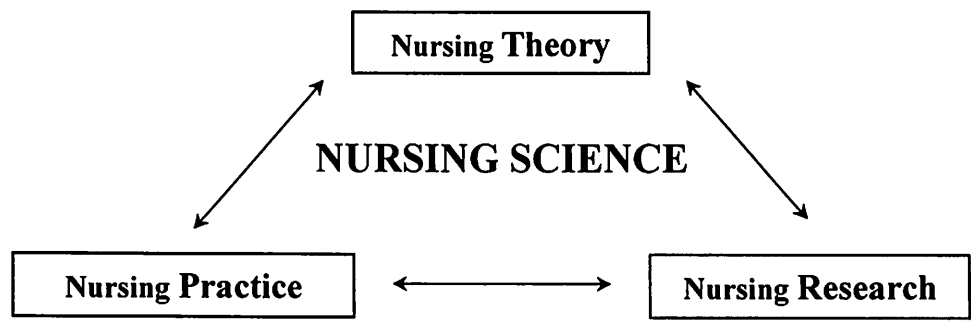 Nursing Theory
NURSING SCIENCE
Nursing Practice
Nursing Research